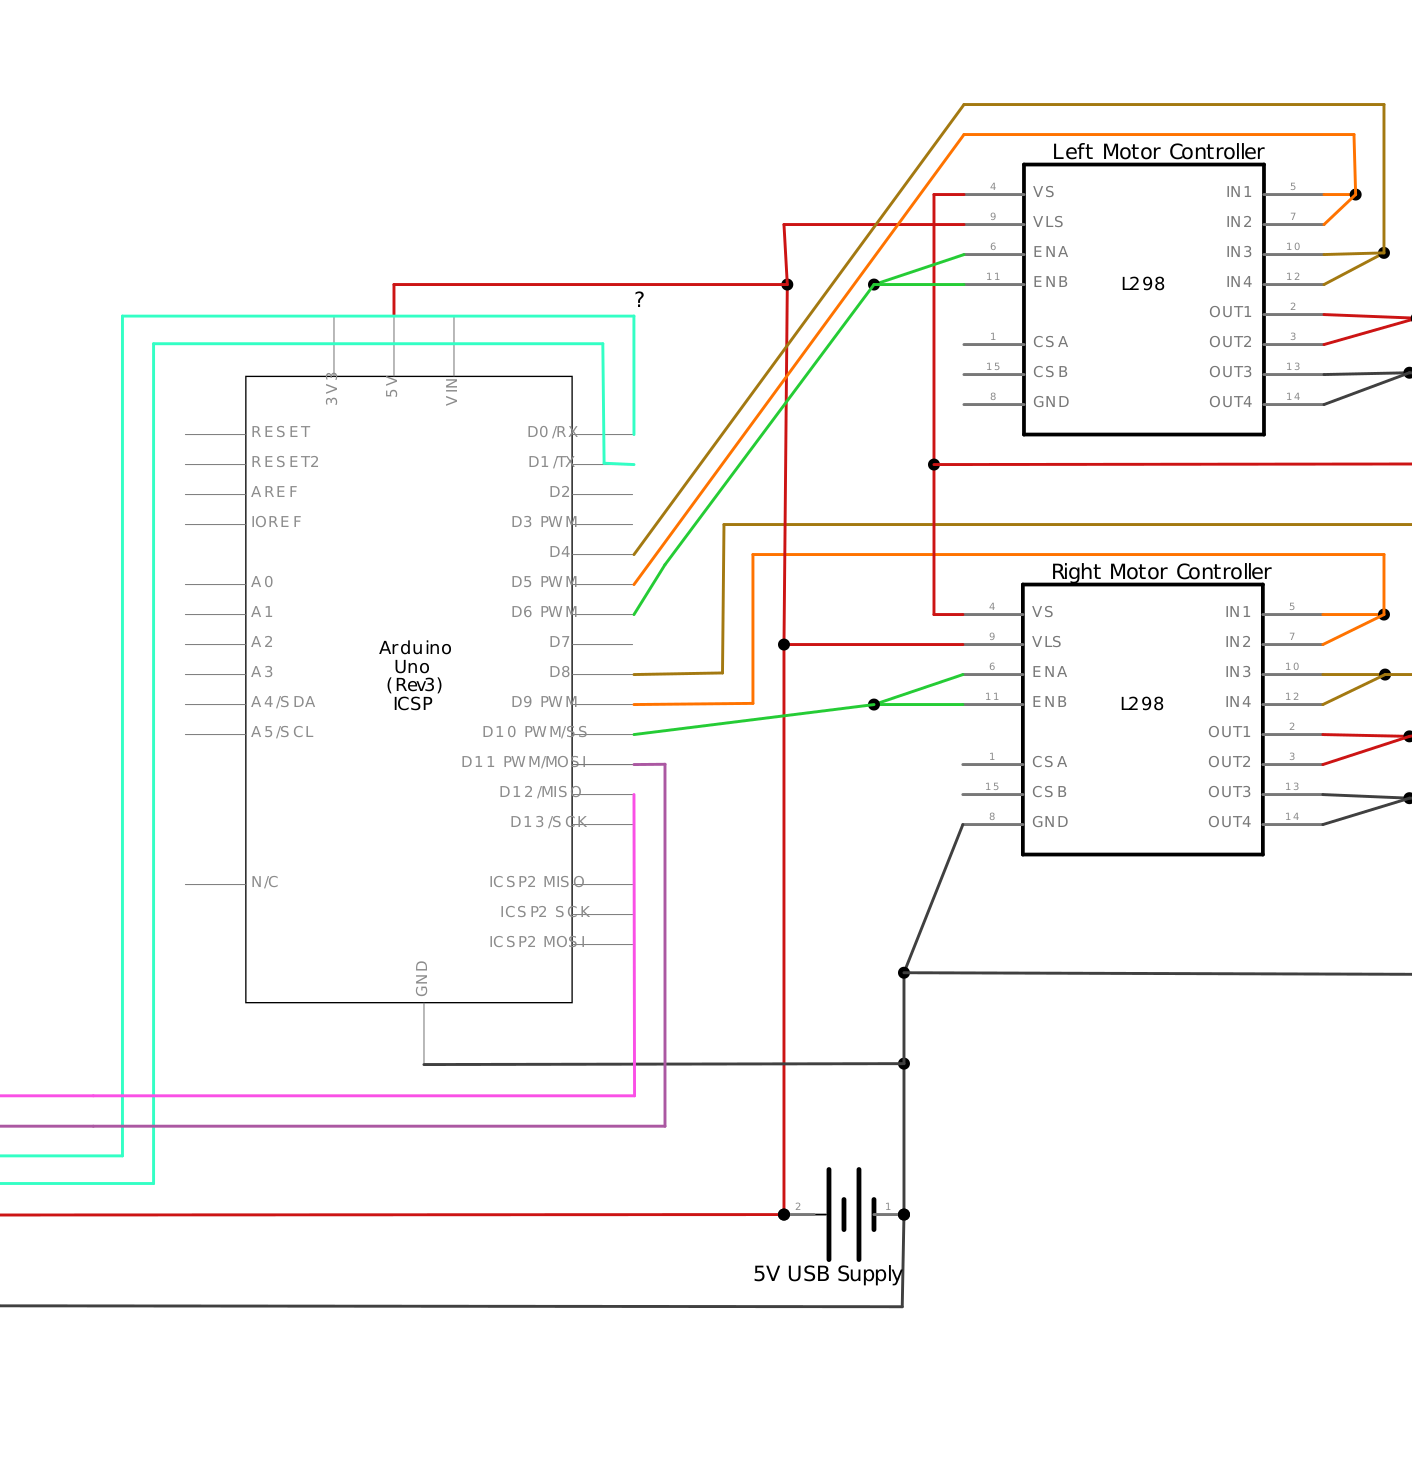 Left Motor Controller
4 VS IN1 5
9 VLS IN2 7
6 ENA IN3 10
11 ENB L298 IN4 12
OUT1 2
1 CSA OUT2 3
15 CSB OUT3 13
8 GND OUT4 14
?
3V3 5V VIN
RESET D0/RX
RESET2 D1/TX
AREF D2
IOREF D3 PWM
D4
A0 D5 PWM
A1 D6 PWM
A2 D7
A3 D8
A4/SDA D9 PWM
A5/SCL D10 PWM/SS
D11 PWM/MOSI
D12/MISO
D13/SCK
N/C ICSP2 MISO
ICSP2 SCK
ICSP2 MOSI
GND
Arduino
Uno
(Rev3)
ICSP
Right Motor Controller
4 VS IN1 5
9 VLS IN2 7
6 ENA IN3 10
11 ENB L298 IN4 12
OUT1 2
1 CSA OUT2 3
15 CSB OUT3 13
8 GND OUT4 14
2 1
5V USB Supply